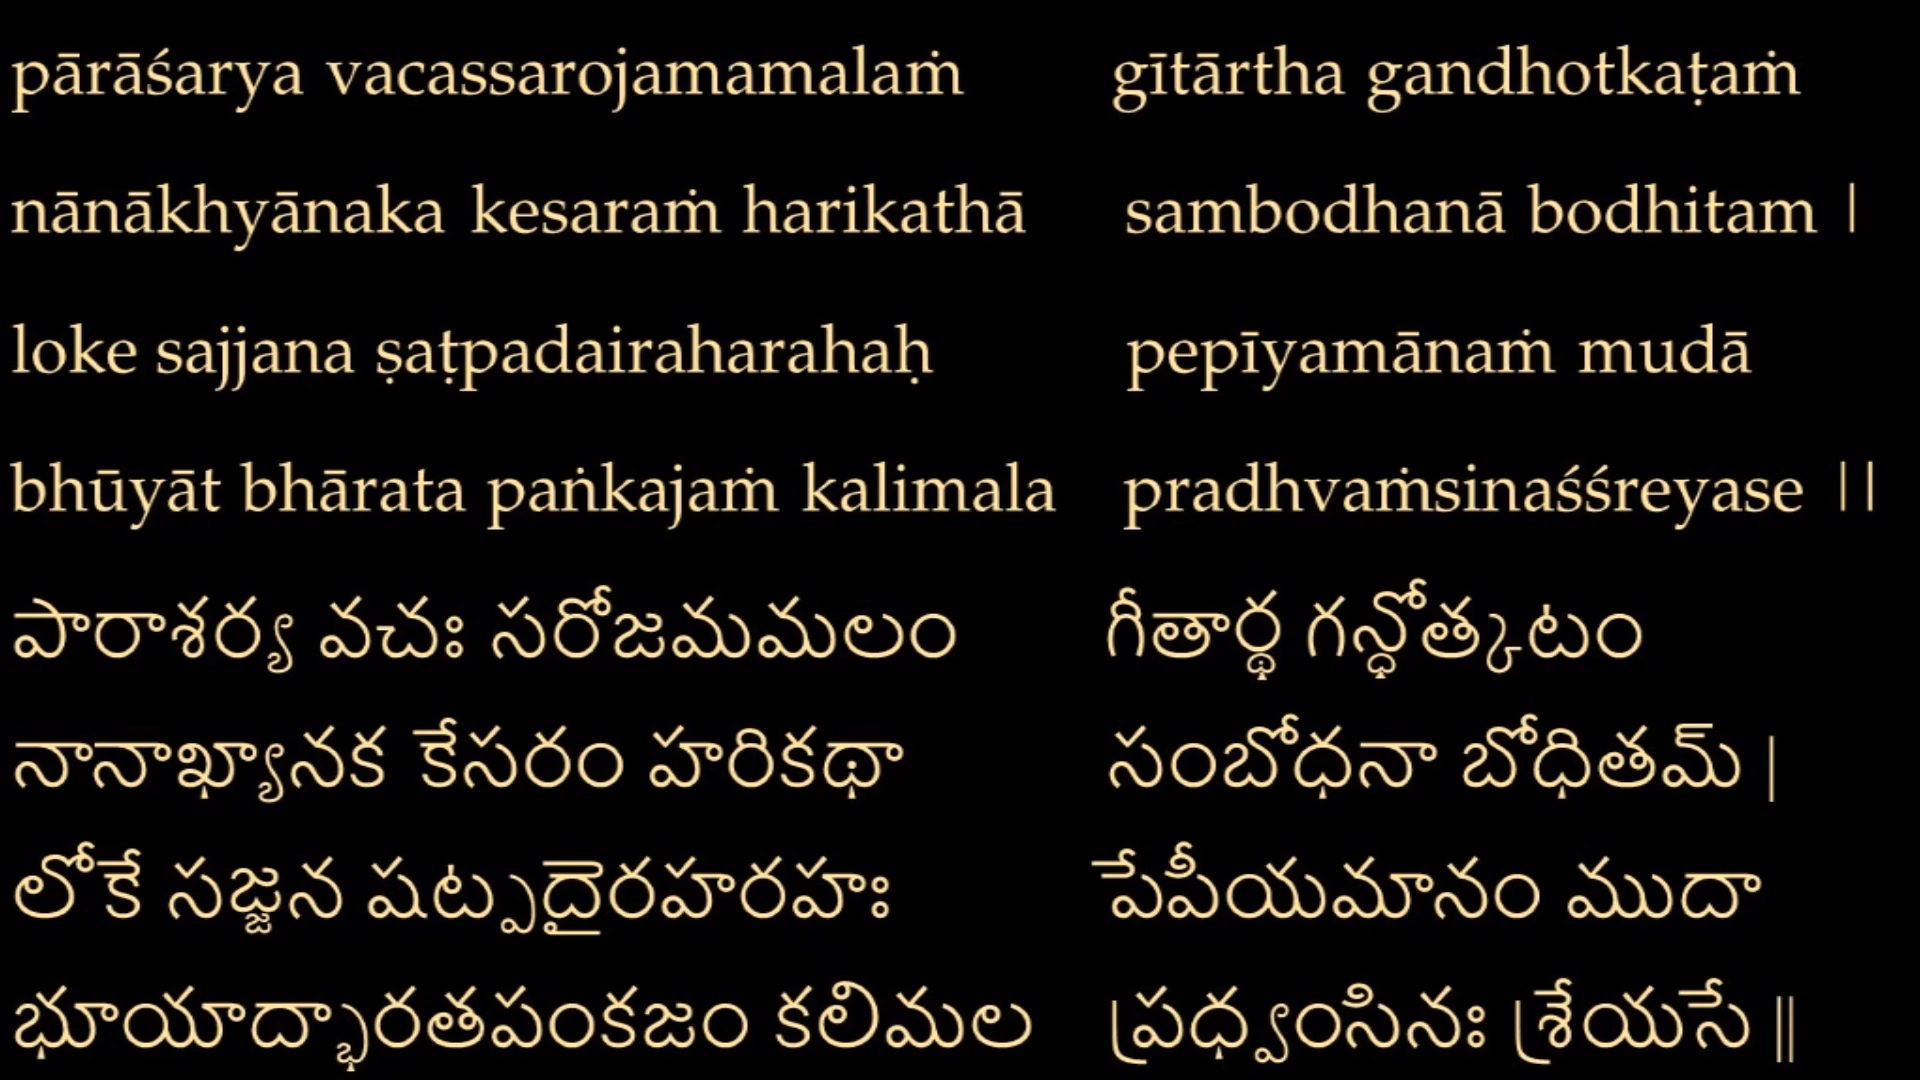 pārāśarya vacassarojamamalaṁ gītārtha gandhotkaṭaṁ
nānākhyānaka kesaraṁ harikathā sambodhanā bodhitam |
loke sajjana ṣaṭpadairaharahaḥ pepīyamānaṁ mudā
bhūyāt bhārata paṅkajaṁ kalimala pradhvaṁsinaśśreyase ||
పారాశర్య వచః సరోజమమలం గీతార్థ గన్ధోత్కటం
నానాఖ్యానక కేసరం హరికథా సంబోధనా బోధితమ్ |
లోకే సజ్జన షట్పదైరహరహః పేపీయమానం ముదా
భూయాద్భారతపంకజం కలిమల ప్రధ్వంసినః శ్రేయసే ||